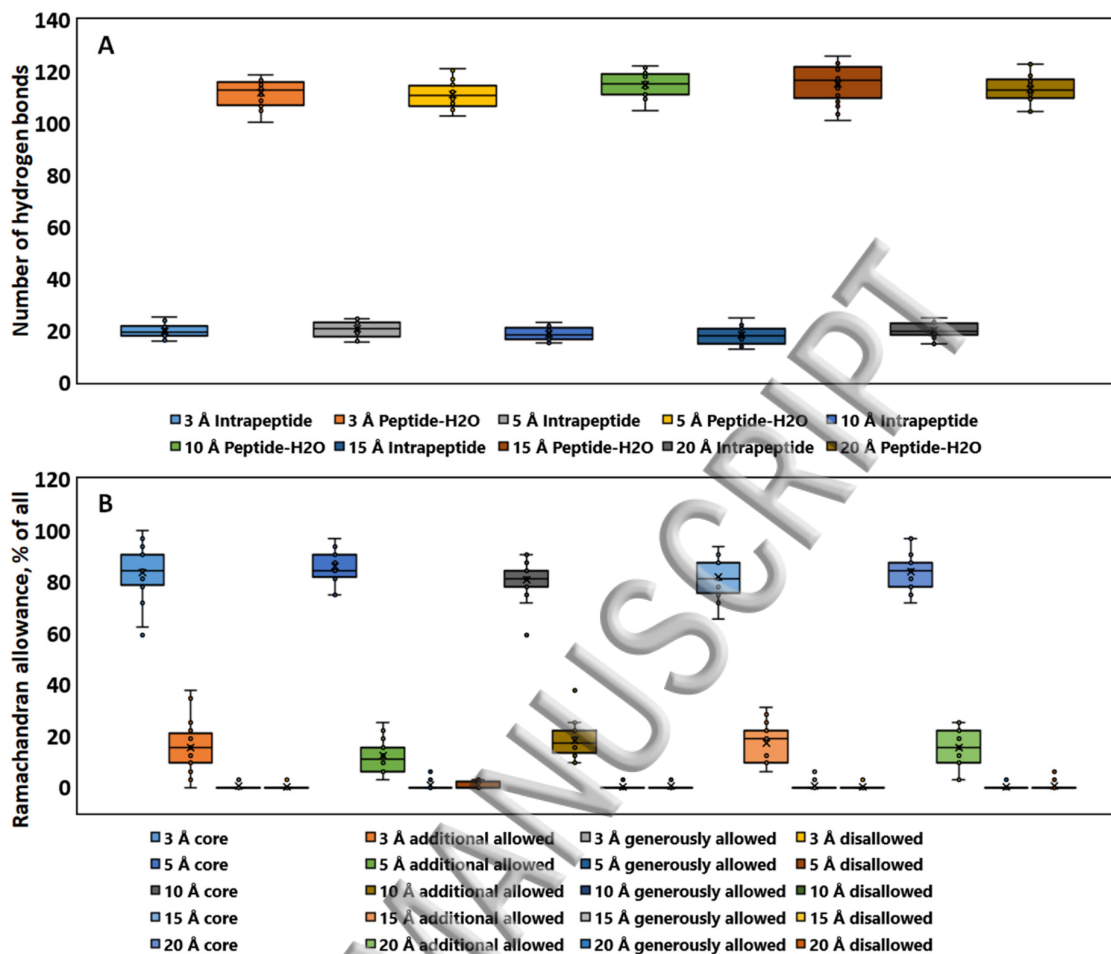 A
140
120
100
80
60
40
20
0
Number of hydrogen bonds
3 Å Intrapeptide 3 Å Peptide-H2O 5 Å Intrapeptide 5 Å Peptide-H2O 10 Å Intrapeptide
10 Å Peptide-H2O 15 Å Intrapeptide 15 Å Peptide-H2O 20 Å Intrapeptide 20 Å Peptide-H2O
B
120
100
80
60
40
20
0
Ramachandran allowance, % of all
3 Å core 3 Å additional allowed 3 Å generously allowed 3 Å disallowed
5 Å core 5 Å additional allowed 5 Å generously allowed 5 Å disallowed
10 Å core 10 Å additional allowed 10 Å generously allowed 10 Å disallowed
15 Å core 15 Å additional allowed 15 Å generously allowed 15 Å disallowed
20 Å core 20 Å additional allowed 20 Å generously allowed 20 Å disallowed
MANUSCRIPT